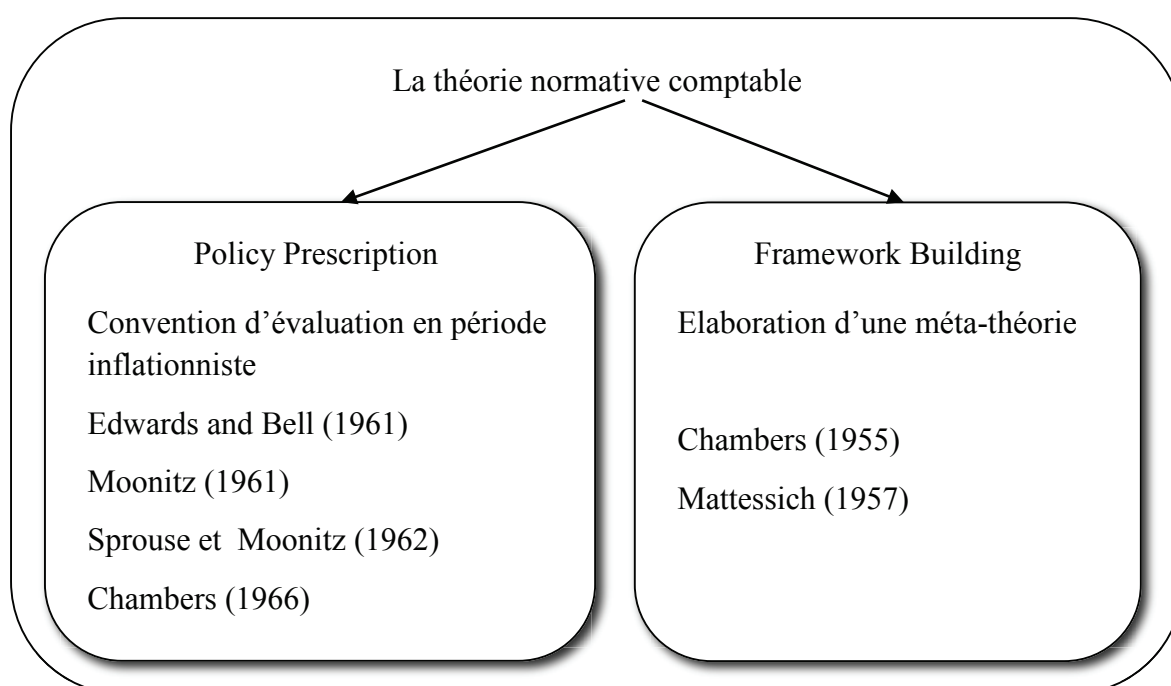 La théorie normative comptable
Policy Prescription
Convention d'évaluation en période
inflationniste
Edwards and Bell (1961)
Moonitz (1961)
Sprouse et  Moonitz (1962)
Chambers (1966)
Framework Building
Elaboration d'une méta-théorie
Chambers (1955)
Mattessich (1957)